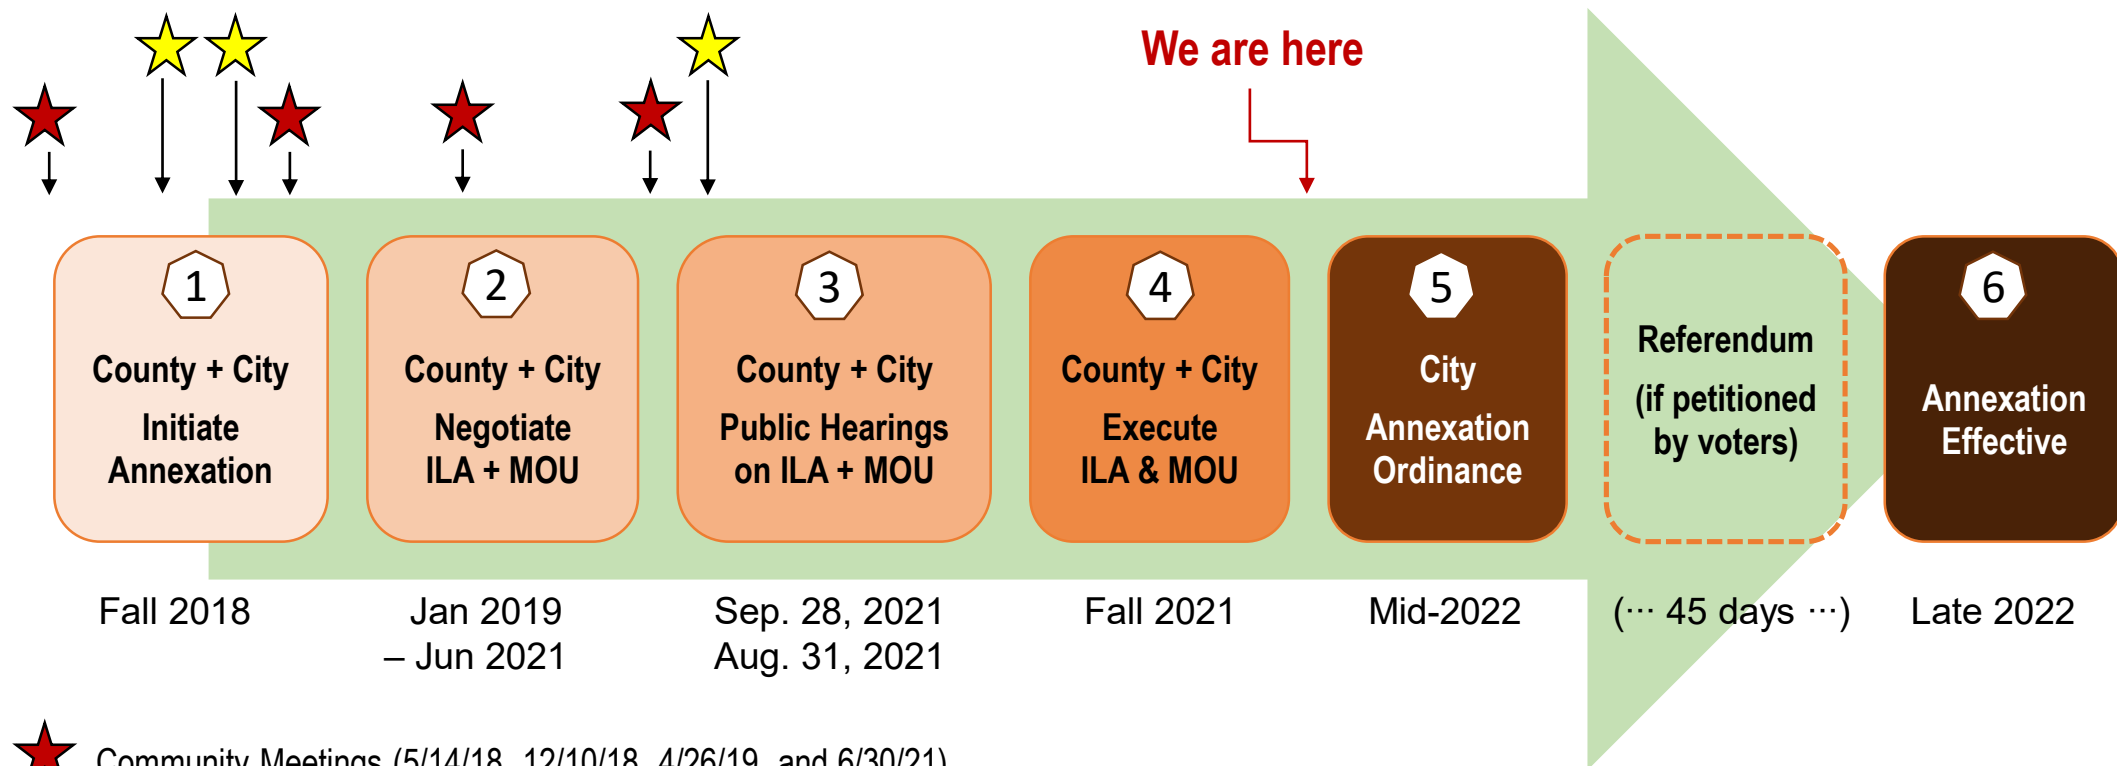 We are here
1
County + City
Initiate
Annexation
Fall 2018
2
County + City
Negotiate
ILA + MOU
Jan 2019
– Jun 2021
3
County + City
Public Hearings
on ILA + MOU
Sep. 28, 2021
Aug. 31, 2021
4
County + City
Execute
ILA & MOU
Fall 2021
5
City
Annexation
Ordinance
Mid-2022
Referendum
(if petitioned
by voters)
(··· 45 days ···)
6
Annexation
Effective
Late 2022
Community Meetings (5/14/18, 12/10/18, 4/26/19, and 6/30/21)